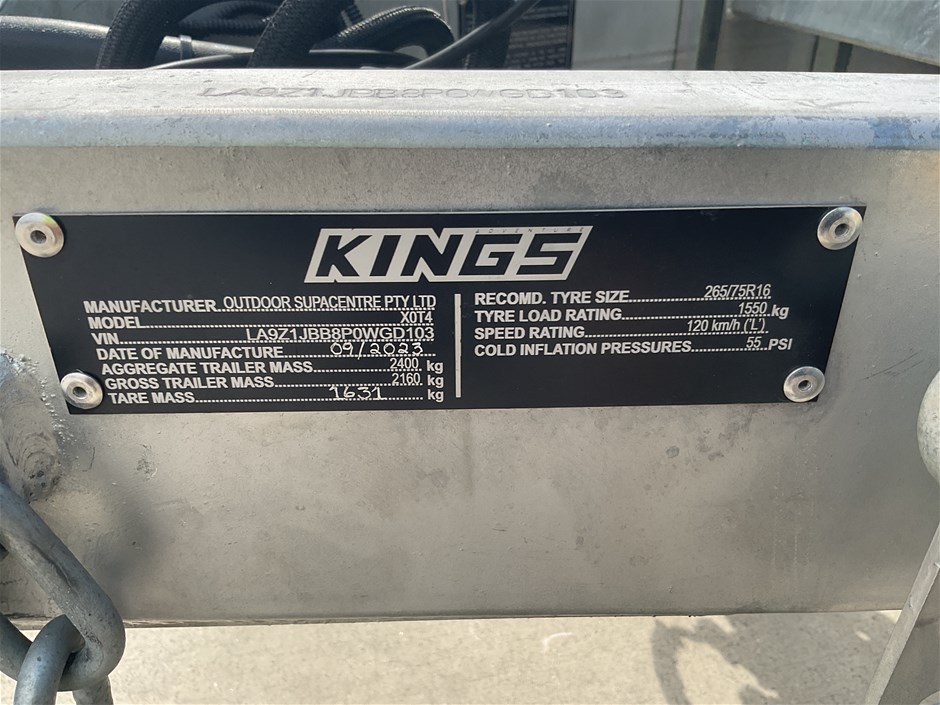 LA9Z1JBB8P0WGD103
KINGS
ADVENTURE
MANUFACTURER OUTDOOR SUPACENTRE PTY LTD
MODEL X0T4
VIN LA9Z1JBB8P0WGD103
DATE OF MANUFACTURE 09/2023
AGGREGATE TRAILER MASS 2400 kg
GROSS TRAILER MASS 2160 kg
TARE MASS 1631 kg
RECOMD. TYRE SIZE 265/75R16
TYRE LOAD RATING 1550 kg
SPEED RATING 120 km/h ('L')
COLD INFLATION PRESSURES 55 PSI